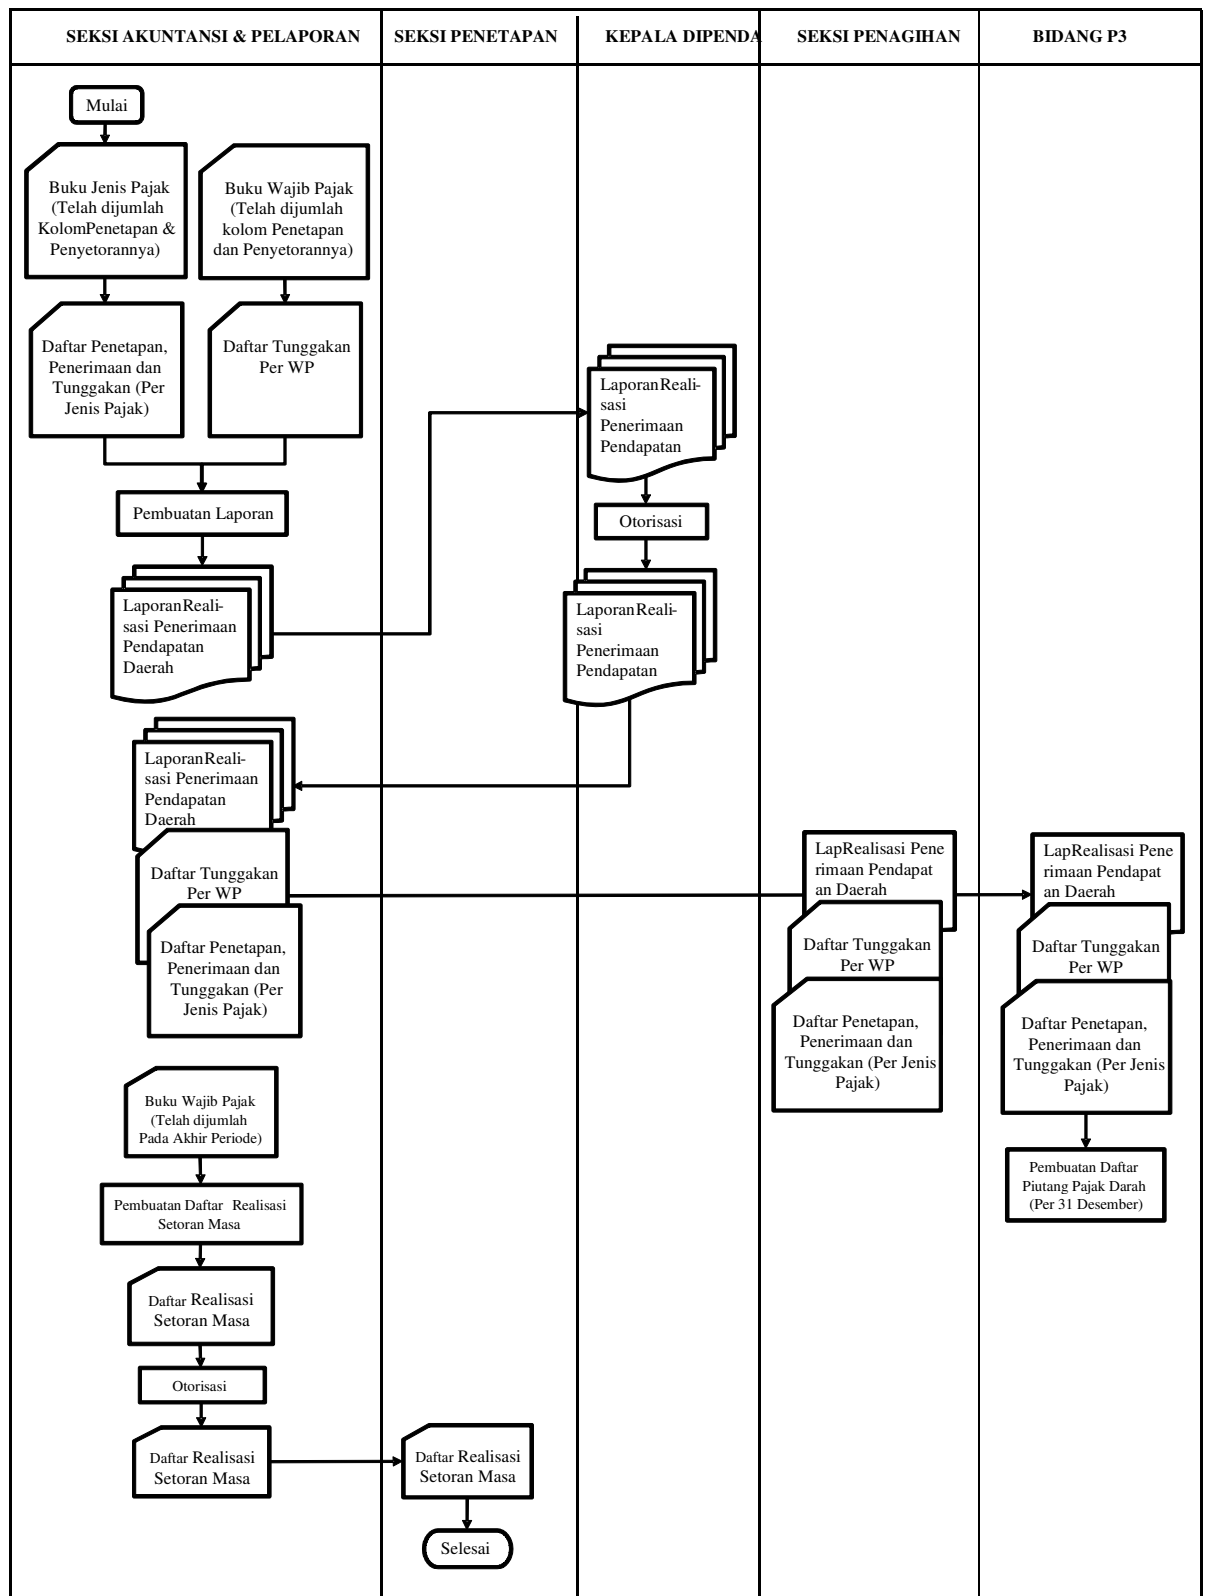 SEKSI AKUNTANSI & PELAPORAN
SEKSI PENETAPAN
KEPALA DIPENDA
SEKSI PENAGIHAN
BIDANG P3
Mulai
Buku Jenis Pajak
(Telah dijumlah
KolomPenetapan &
Penyetorannya)
Buku Wajib Pajak
(Telah dijumlah
kolom Penetapan
dan Penyetorannya)
Daftar Penetapan,
Penerimaan dan
Tunggakan (Per
Jenis Pajak)
Daftar Tunggakan
Per WP
Pembuatan Laporan
LaporanReali-
sasi Penerimaan
Pendapatan
Daerah
LaporanReali-
sasi
Penerimaan
Pendapatan
Otorisasi
LaporanReali-
sasi
Penerimaan
Pendapatan
LaporanReali-
sasi Penerimaan
Pendapatan
Daerah
Daftar Tunggakan
Per WP
Daftar Penetapan,
Penerimaan dan
Tunggakan (Per
Jenis Pajak)
LapRealisasi Pene
rimaan Pendapat
an Daerah
Daftar Tunggakan
Per WP
Daftar Penetapan,
Penerimaan dan
Tunggakan (Per Jenis
Pajak)
LapRealisasi Pene
rimaan Pendapat
an Daerah
Daftar Tunggakan
Per WP
Daftar Penetapan,
Penerimaan dan
Tunggakan (Per Jenis
Pajak)
Pembuatan Daftar
Piutang Pajak Darah
(Per 31 Desember)
Buku Wajib Pajak
(Telah dijumlah
Pada Akhir Periode)
Pembuatan Daftar Realisasi
Setoran Masa
Daftar Realisasi
Setoran Masa
Otorisasi
Daftar Realisasi
Setoran Masa
Daftar Realisasi
Setoran Masa
Selesai